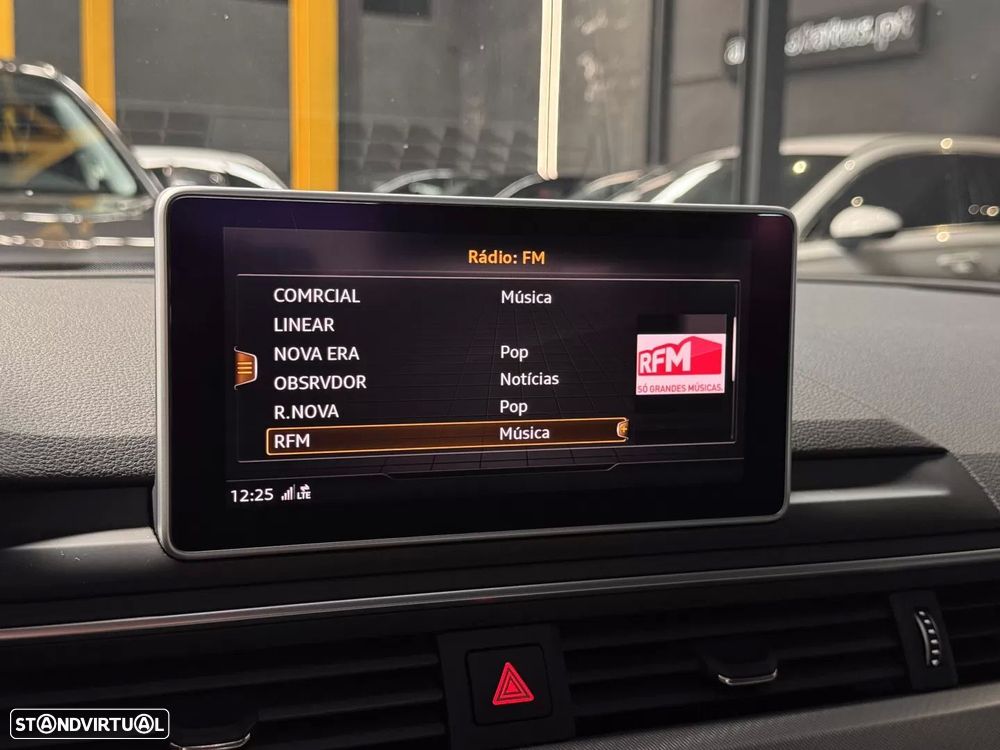 Rádio: FM
COMRCIAL Música
LINEAR
NOVA ERA Pop
OBSRVDOR Notícias
R.NOVA Pop
RFM Música
RFM
SÓ GRANDES MÚSICAS.
12:25 LTE
STANDVIRTUAL